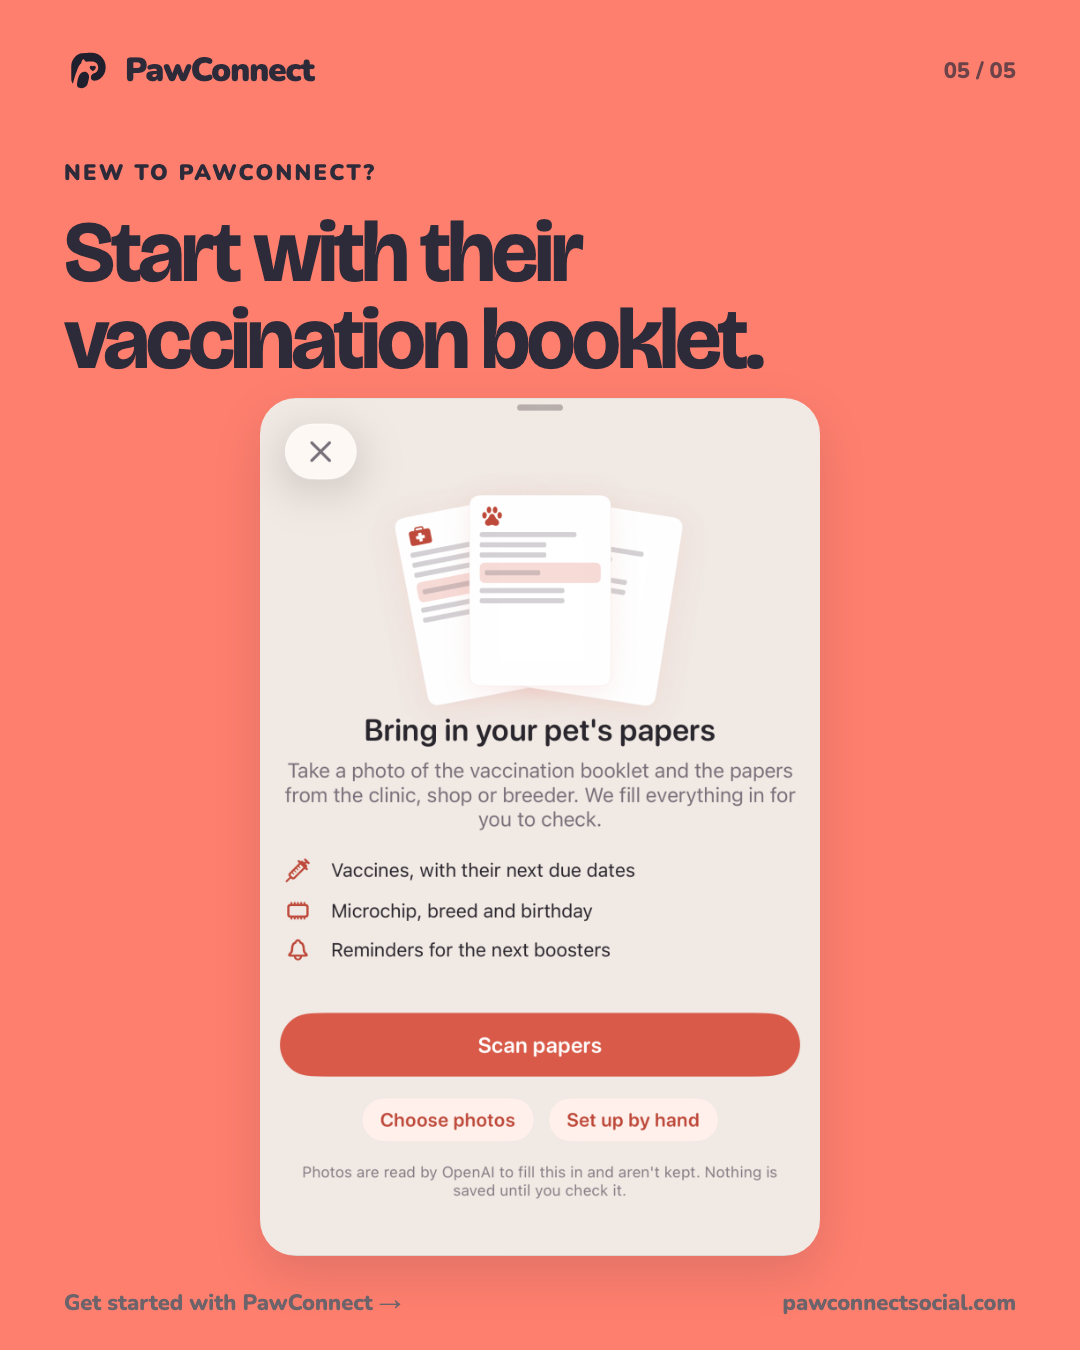 PawConnect
05 / 05
NEW TO PAWCONNECT?
Start with their
vaccination booklet.
Bring in your pet's papers
Take a photo of the vaccination booklet and the papers
from the clinic, shop or breeder. We fill everything in for
you to check.
Vaccines, with their next due dates
Microchip, breed and birthday
Reminders for the next boosters
Scan papers
Choose photos
Set up by hand
Photos are read by OpenAI to fill this in and aren't kept. Nothing is
saved until you check it.
Get started with PawConnect →
pawconnectsocial.com